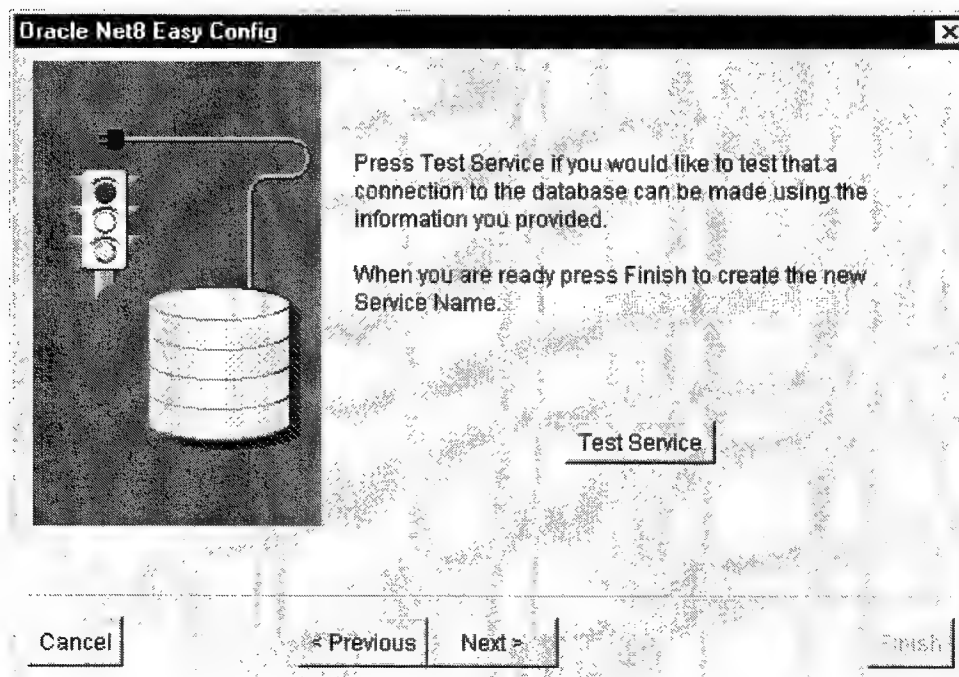 Oracle Net8 Easy Config
Press Test Service if you would like to test that a
connection to the database can be made using the
information you provided.
When you are ready press Finish to create the new
Service Name.
Test Service
Cancel
< Previous
Next >
Finish